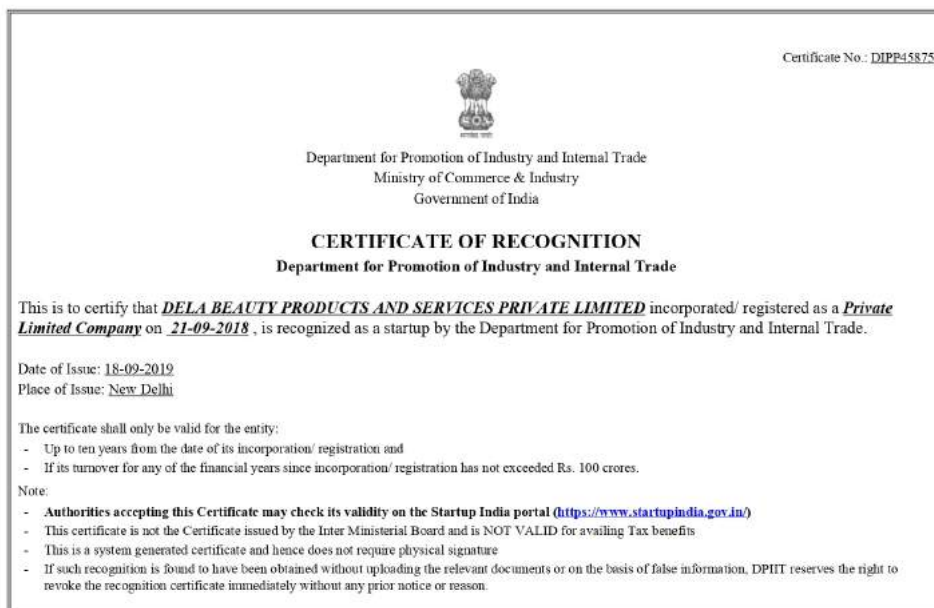 Certificate No.: DIPP45875
Department for Promotion of Industry and Internal Trade
Ministry of Commerce & Industry
Government of India
CERTIFICATE OF RECOGNITION
Department for Promotion of Industry and Internal Trade
This is to certify that DELA BEAUTY PRODUCTS AND SERVICES PRIVATE LIMITED incorporated/ registered as a Private
Limited Company on 21-09-2018 , is recognized as a startup by the Department for Promotion of Industry and Internal Trade.
Date of Issue: 18-09-2019
Place of Issue: New Delhi
The certificate shall only be valid for the entity:
- Up to ten years from the date of its incorporation/ registration and
- If its turnover for any of the financial years since incorporation/ registration has not exceeded Rs. 100 crores.
Note:
- Authorities accepting this Certificate may check its validity on the Startup India portal (https://www.startupindia.gov.in/)
- This certificate is not the Certificate issued by the Inter Ministerial Board and is NOT VALID for availing Tax benefits
- This is a system generated certificate and hence does not require physical signature
- If such recognition is found to have been obtained without uploading the relevant documents or on the basis of false information, DPIIT reserves the right to
revoke the recognition certificate immediately without any prior notice or reason.